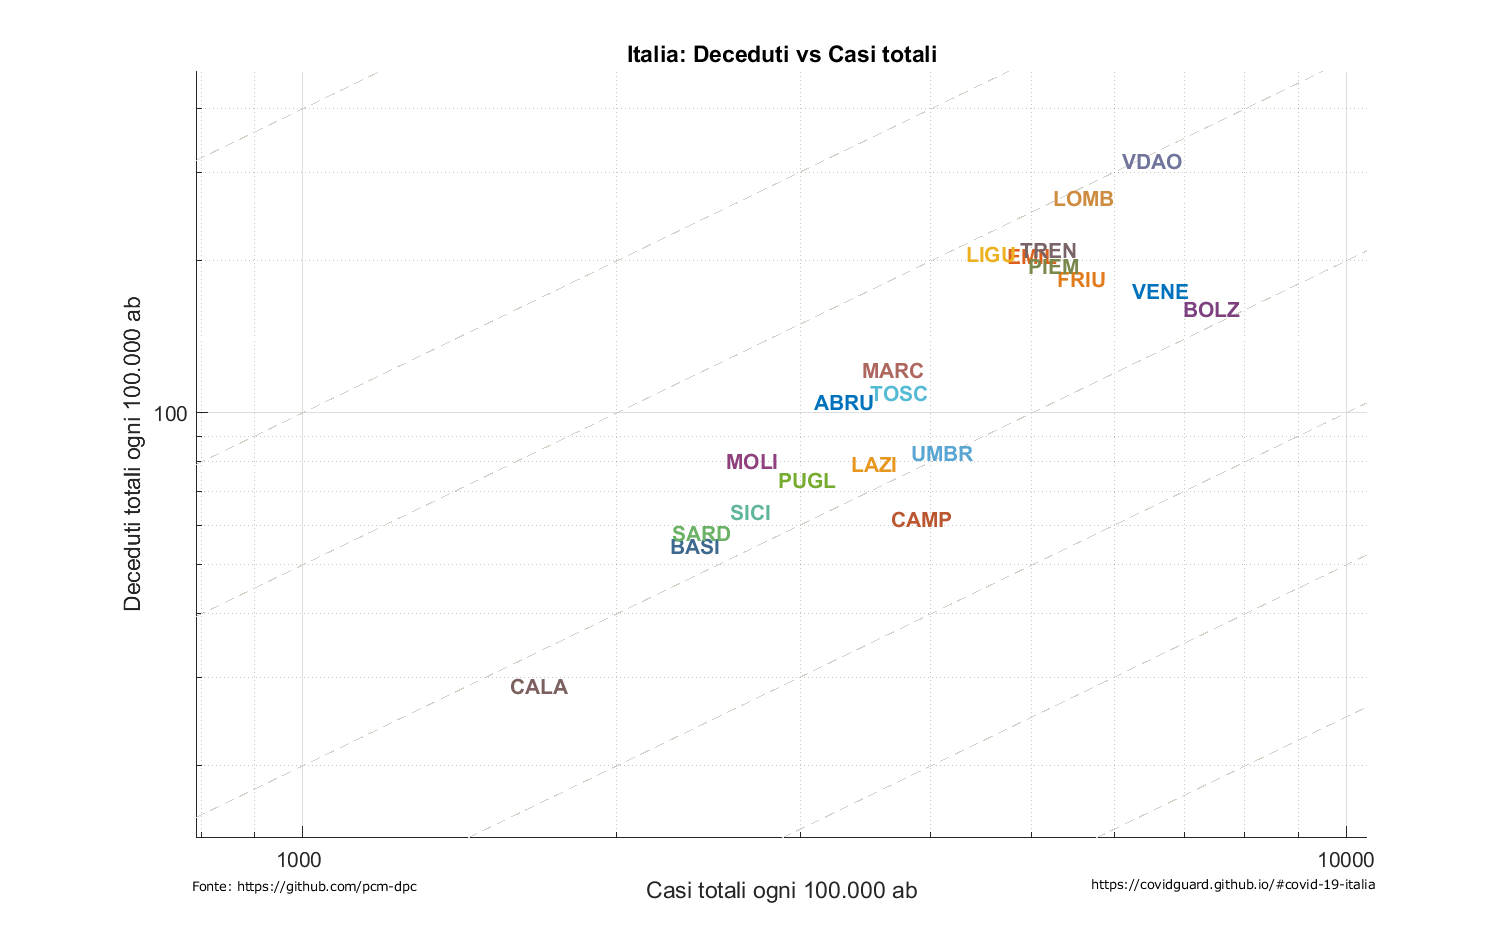 Italia: Deceduti vs Casi totali
VDAO
LOMB
TREN
LIGU
EMIL
PIEM
FRIU
VENE
BOLZ
MARC
TOSC
ABRU
UMBR
MOLI
LAZI
PUGL
SICI
CAMP
SARD
BASI
CALA
Deceduti totali ogni 100.000 ab
100
1000
10000
Casi totali ogni 100.000 ab
Fonte: https://github.com/pcm-dpc
https://covidguard.github.io/#covid-19-italia